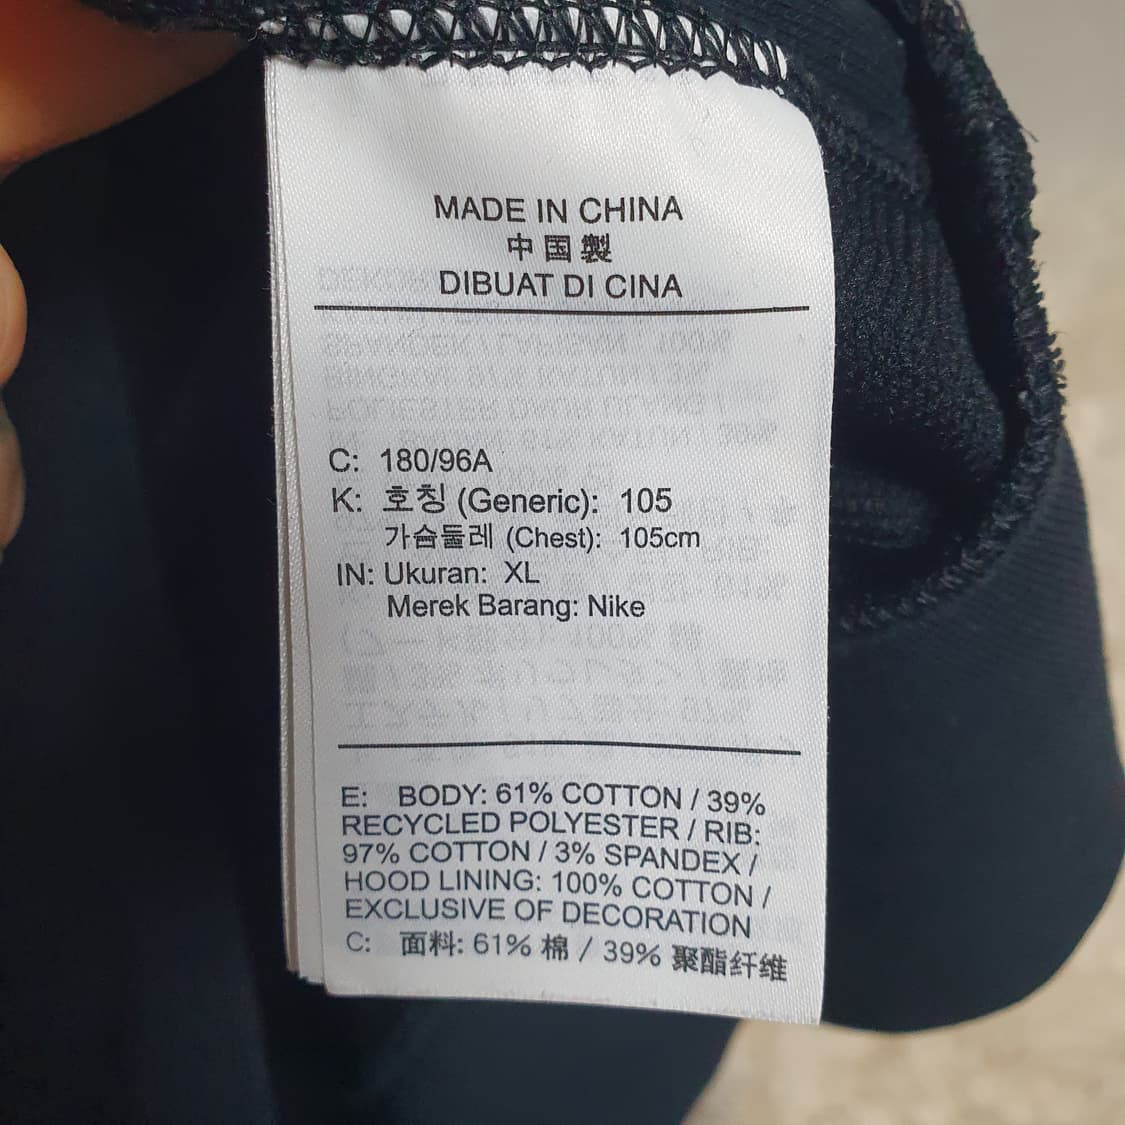 MADE IN CHINA
中国製
DIBUAT DI CINA
C: 180/96A
K: 호칭 (Generic): 105
가슴둘레 (Chest): 105cm
IN: Ukuran: XL
Merek Barang: Nike
E: BODY: 61% COTTON / 39%
RECYCLED POLYESTER / RIB:
97% COTTON / 3% SPANDEX /
HOOD LINING: 100% COTTON /
EXCLUSIVE OF DECORATION
C: 面料: 61% 棉 / 39% 聚酯纤维